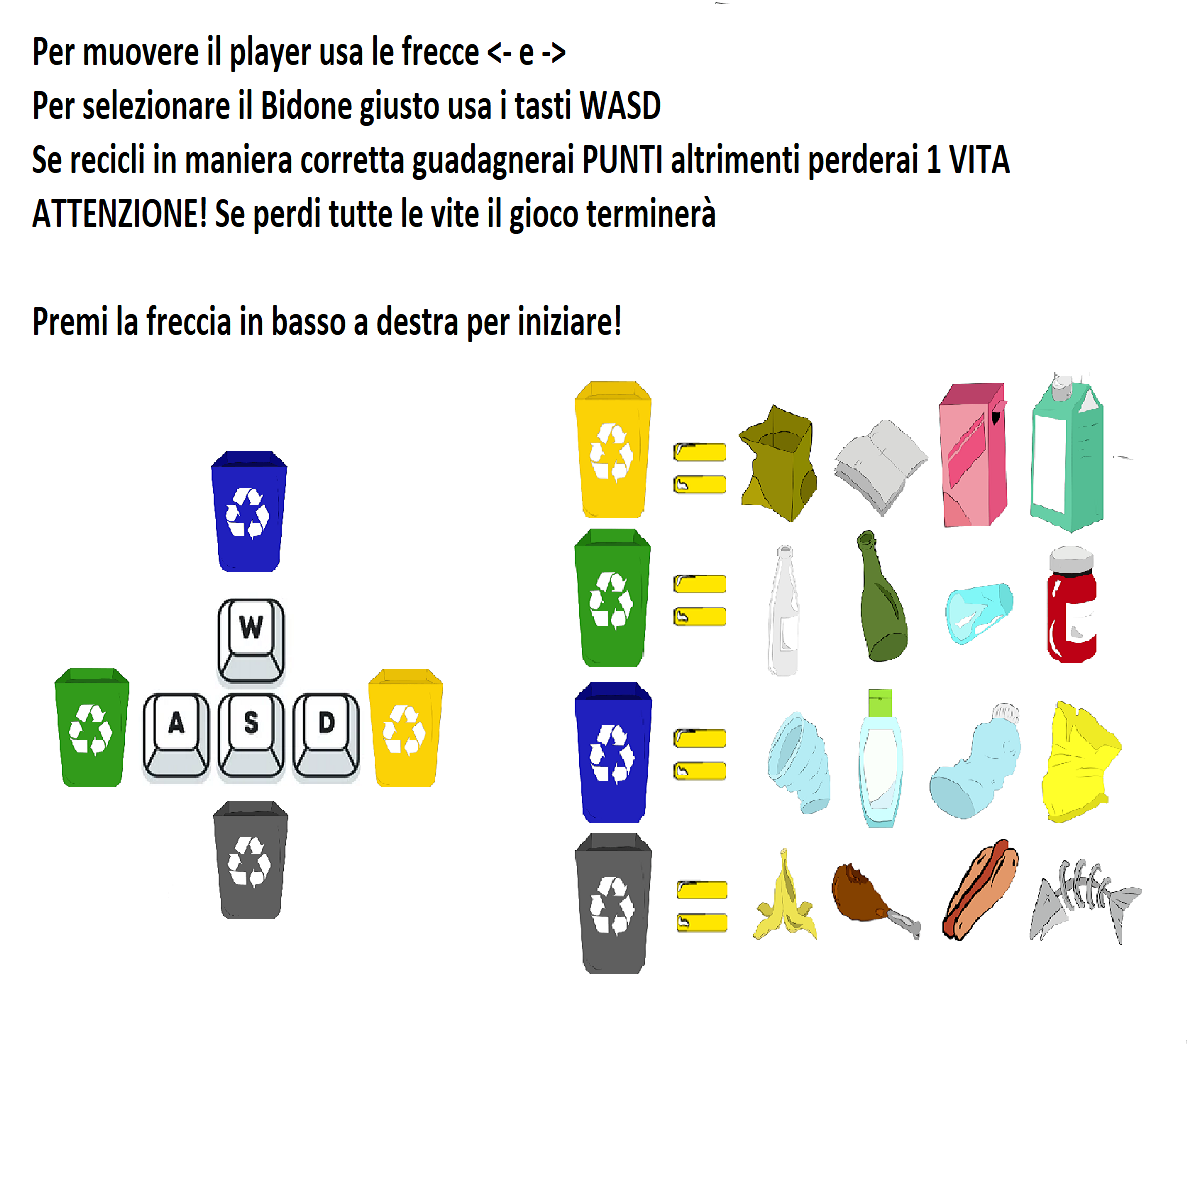 Per muovere il player usa le frecce <- e ->
Per selezionare il Bidone giusto usa i tasti WASD
Se recicli in maniera corretta guadagnerai PUNTI altrimenti perderai 1 VITA
ATTENZIONE! Se perdi tutte le vite il gioco terminerà
Premi la freccia in basso a destra per iniziare!
W
A S D